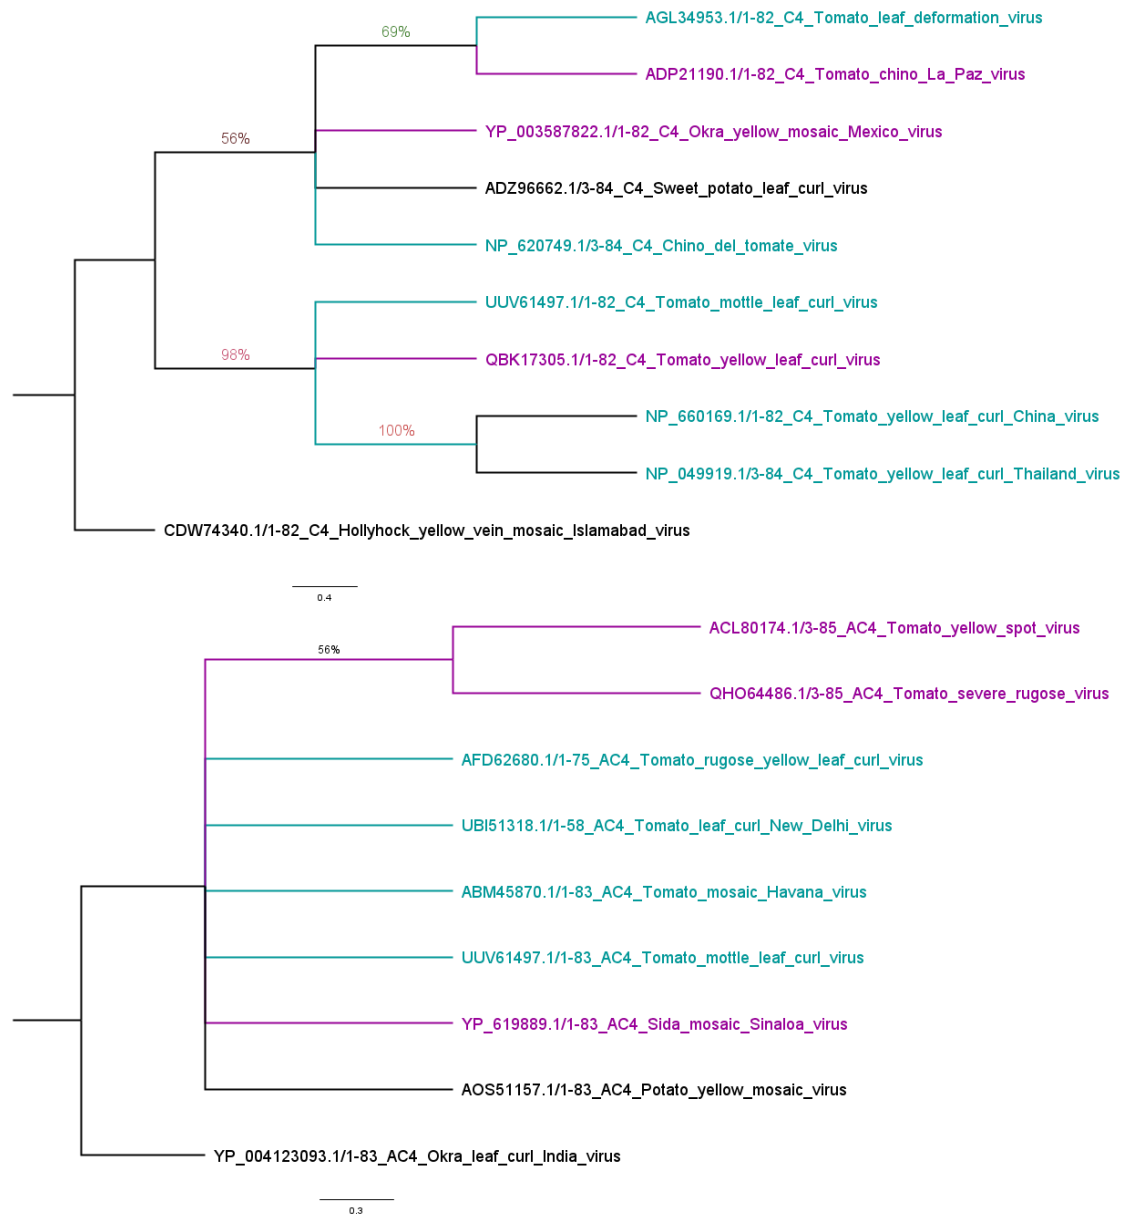 AGL34953.1/1-82_C4_Tomato_leaf_deformation_virus
69%
ADP21190.1/1-82_C4_Tomato_chino_La_Paz_virus
YP_003587822.1/1-82_C4_Okra_yellow_mosaic_Mexico_virus
56%
ADZ96662.1/3-84_C4_Sweet_potato_leaf_curl_virus
NP_620749.1/3-84_C4_Chino_del_tomate_virus
UUV61497.1/1-82_C4_Tomato_mottle_leaf_curl_virus
98%
QBK17305.1/1-82_C4_Tomato_yellow_leaf_curl_virus
NP_660169.1/1-82_C4_Tomato_yellow_leaf_curl_China_virus
100%
NP_049919.1/3-84_C4_Tomato_yellow_leaf_curl_Thailand_virus
CDW74340.1/1-82_C4_Hollyhock_yellow_vein_mosaic_Islamabad_virus
0.4
ACL80174.1/3-85_AC4_Tomato_yellow_spot_virus
56%
QHO64486.1/3-85_AC4_Tomato_severe_rugose_virus
AFD62680.1/1-75_AC4_Tomato_rugose_yellow_leaf_curl_virus
UBI51318.1/1-58_AC4_Tomato_leaf_curl_New_Delhi_virus
ABM45870.1/1-83_AC4_Tomato_mosaic_Havana_virus
UUV61497.1/1-83_AC4_Tomato_mottle_leaf_curl_virus
YP_619889.1/1-83_AC4_Sida_mosaic_Sinaloa_virus
AOS51157.1/1-83_AC4_Potato_yellow_mosaic_virus
YP_004123093.1/1-83_AC4_Okra_leaf_curl_India_virus
0.3